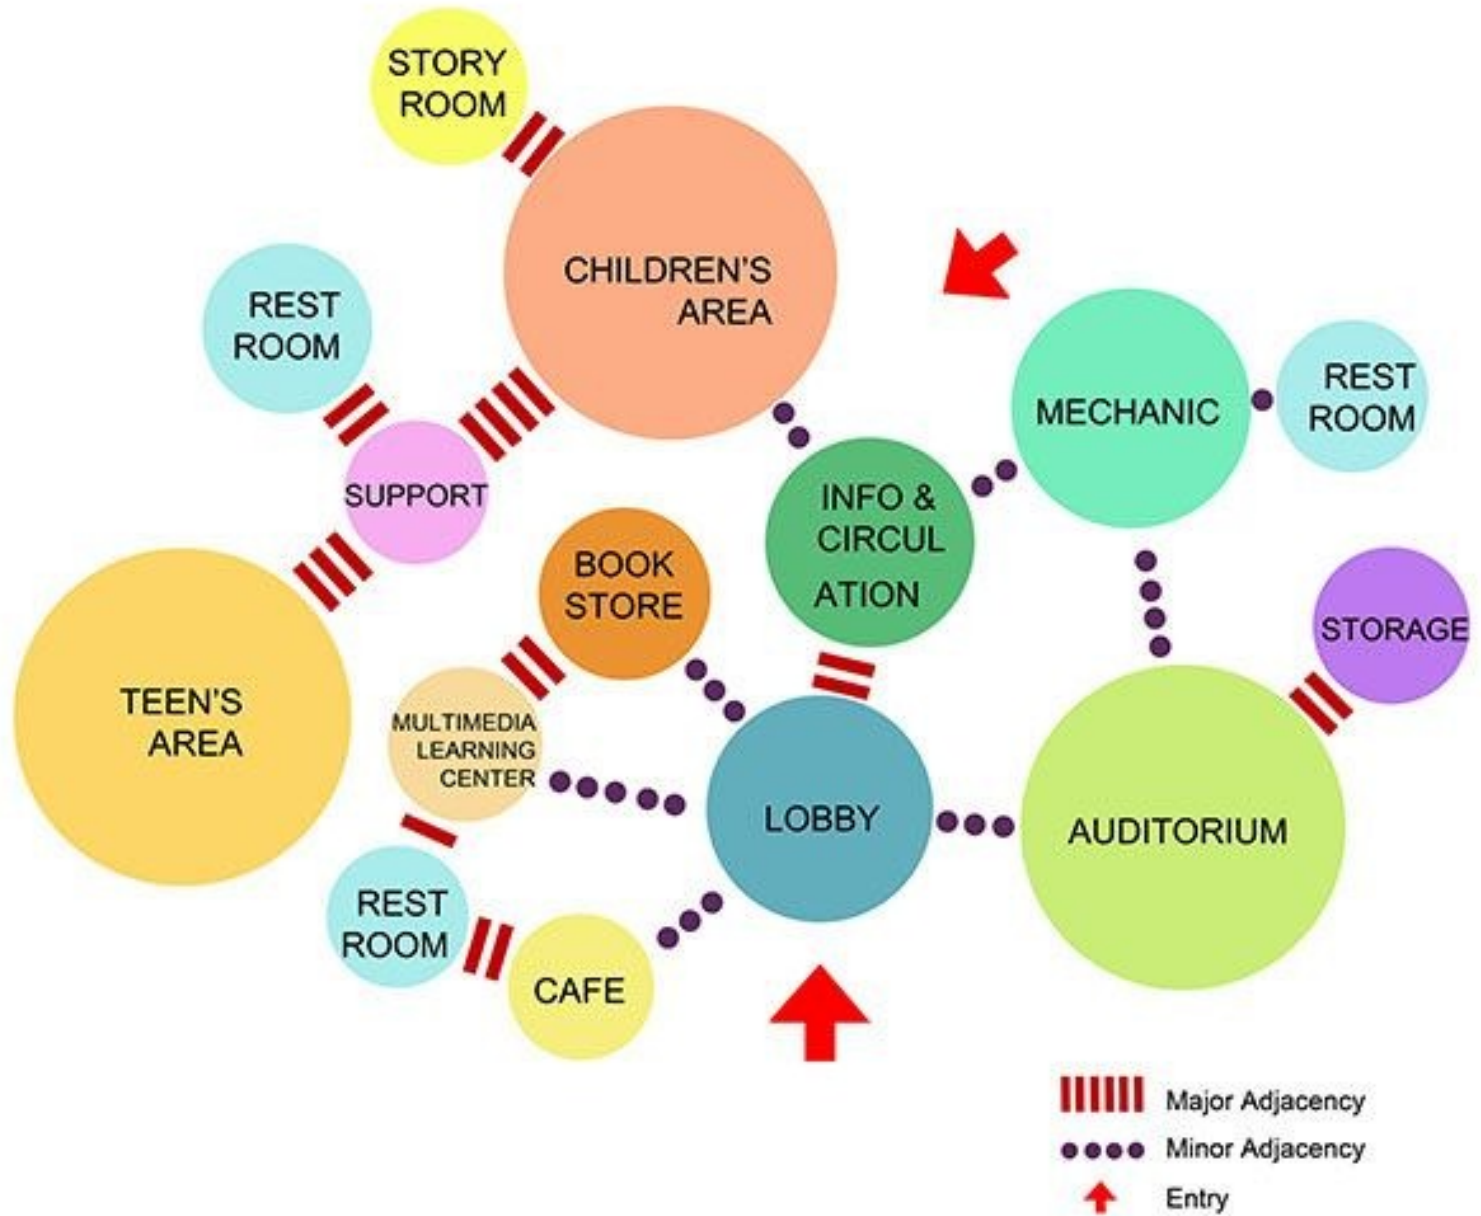 STORY
ROOM
CHILDREN'S
AREA
REST
ROOM
MECHANIC
REST
ROOM
SUPPORT
INFO &
CIRCUL
ATION
BOOK
STORE
STORAGE
TEEN'S
AREA
MULTIMEDIA
LEARNING
CENTER
LOBBY
AUDITORIUM
REST
ROOM
CAFE
Major Adjacency
Minor Adjacency
Entry